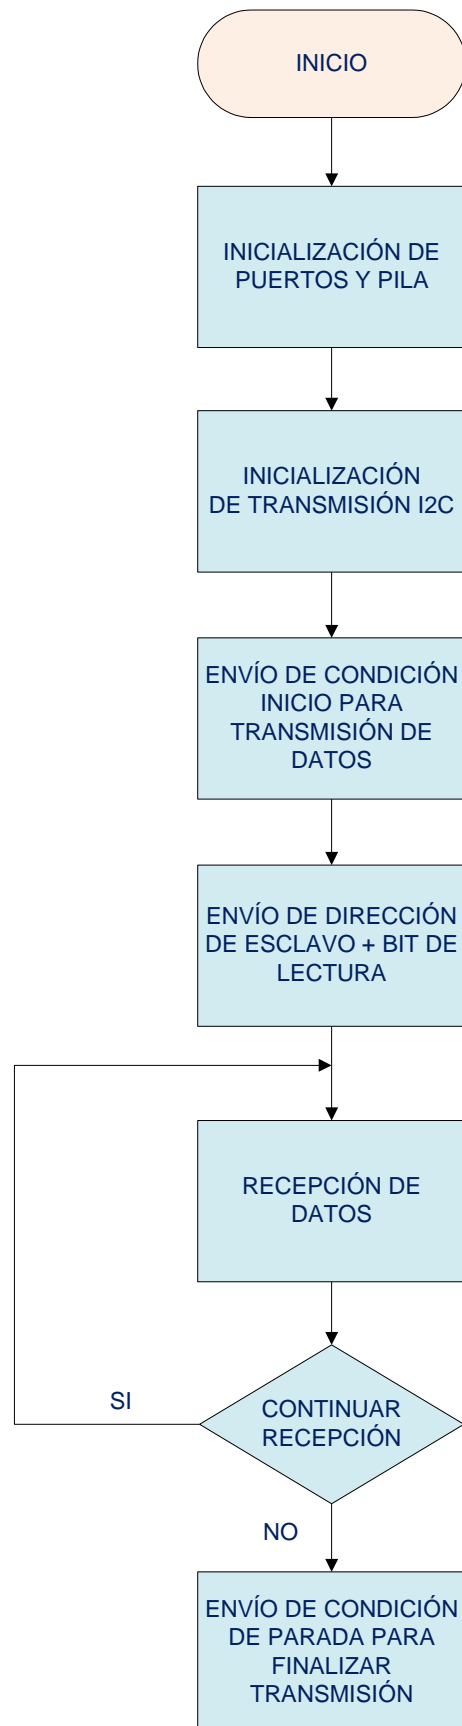 INICIO
INICIALIZACIÓN DE
PUERTOS Y PILA
INICIALIZACIÓN
DE TRANSMISIÓN I2C
ENVÍO DE CONDICIÓN
INICIO PARA
TRANSMISIÓN DE
DATOS
ENVÍO DE DIRECCIÓN
DE ESCLAVO + BIT DE
LECTURA
RECEPCIÓN DE
DATOS
SI
CONTINUAR
RECEPCIÓN
NO
ENVÍO DE CONDICIÓN
DE PARADA PARA
FINALIZAR
TRANSMISIÓN